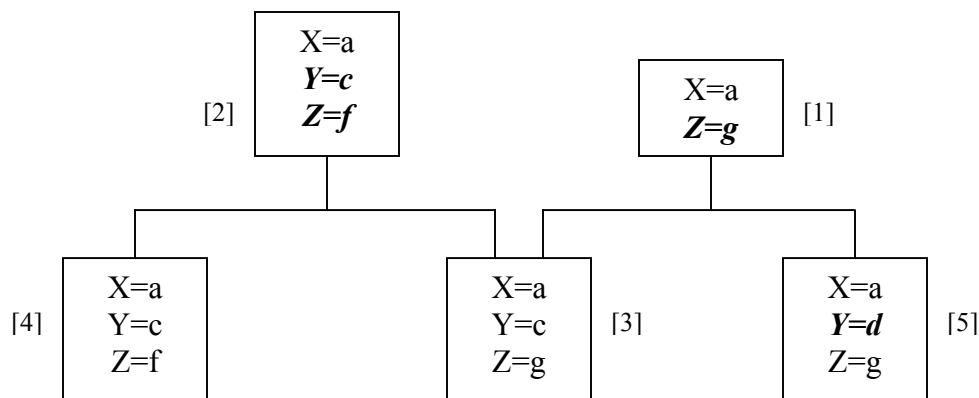 X=a
Y=c
Z=f
[2]
X=a
Z=g
[1]
X=a
Y=c
Z=f
[4]
X=a
Y=c
Z=g
[3]
X=a
Y=d
Z=g
[5]